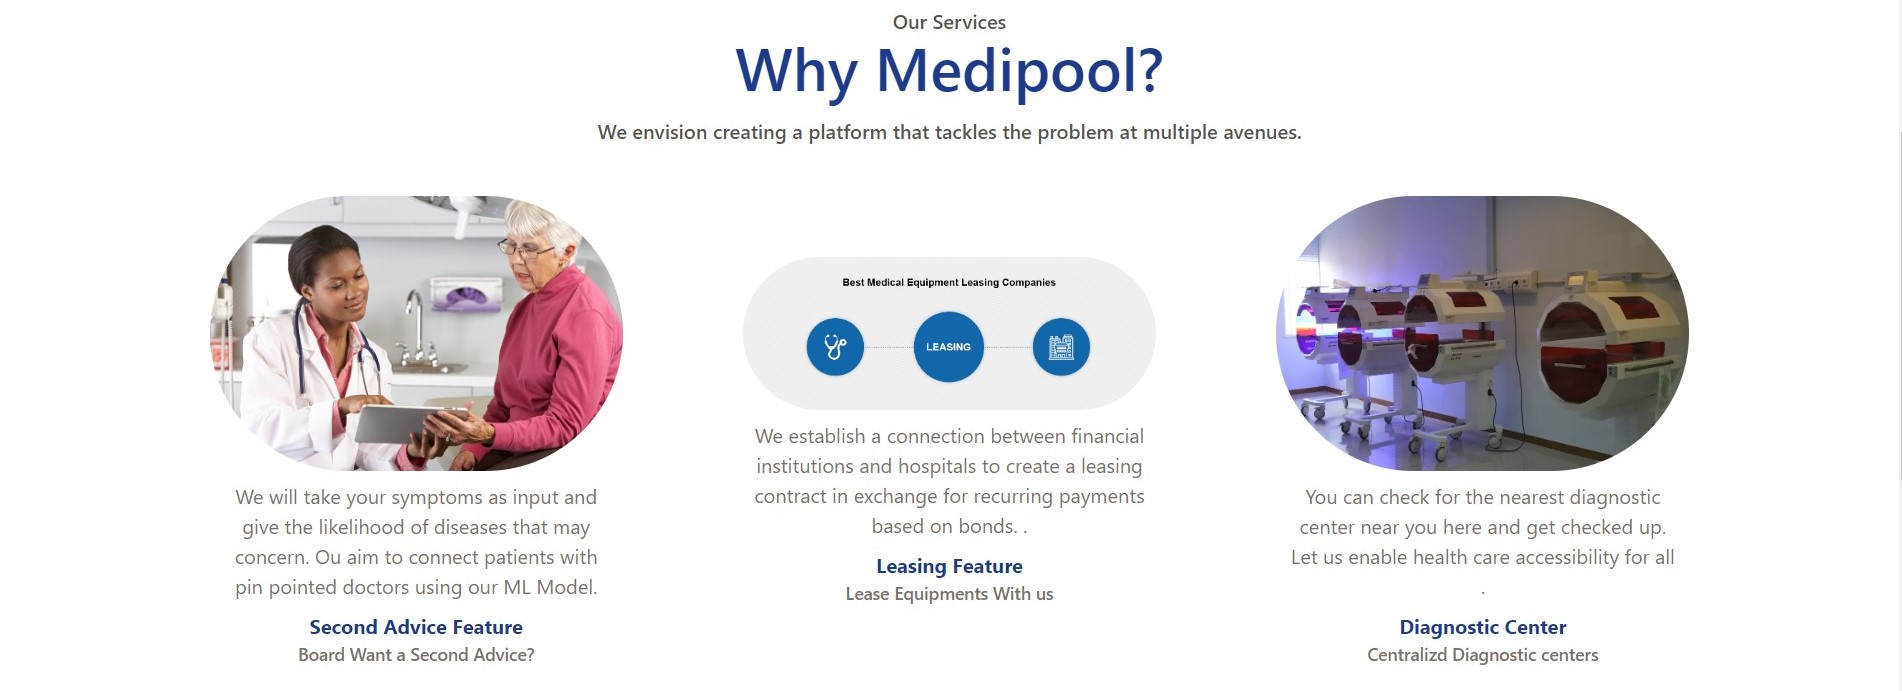 Our Services
Why Medipool?
We envision creating a platform that tackles the problem at multiple avenues.
We will take your symptoms as input and
give the likelihood of diseases that may
concern. Ou aim to connect patients with
pin pointed doctors using our ML Model.
Second Advice Feature
Board Want a Second Advice?
Best Medical Equipment Leasing Companies
LEASING
We establish a connection between financial
institutions and hospitals to create a leasing
contract in exchange for recurring payments
based on bonds. .
Leasing Feature
Lease Equipments With us
You can check for the nearest diagnostic
center near you here and get checked up.
Let us enable health care accessibility for all
.
Diagnostic Center
Centralizd Diagnostic centers